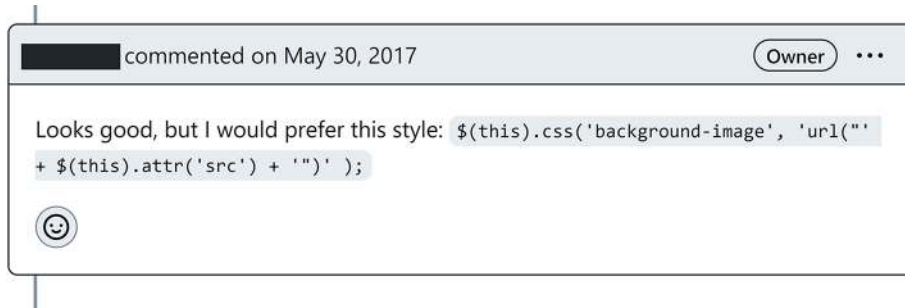 commented on May 30, 2017
Owner
Looks good, but I would prefer this style: $(this).css('background-image', 'url("'
+ $(this).attr('src') + '")' );